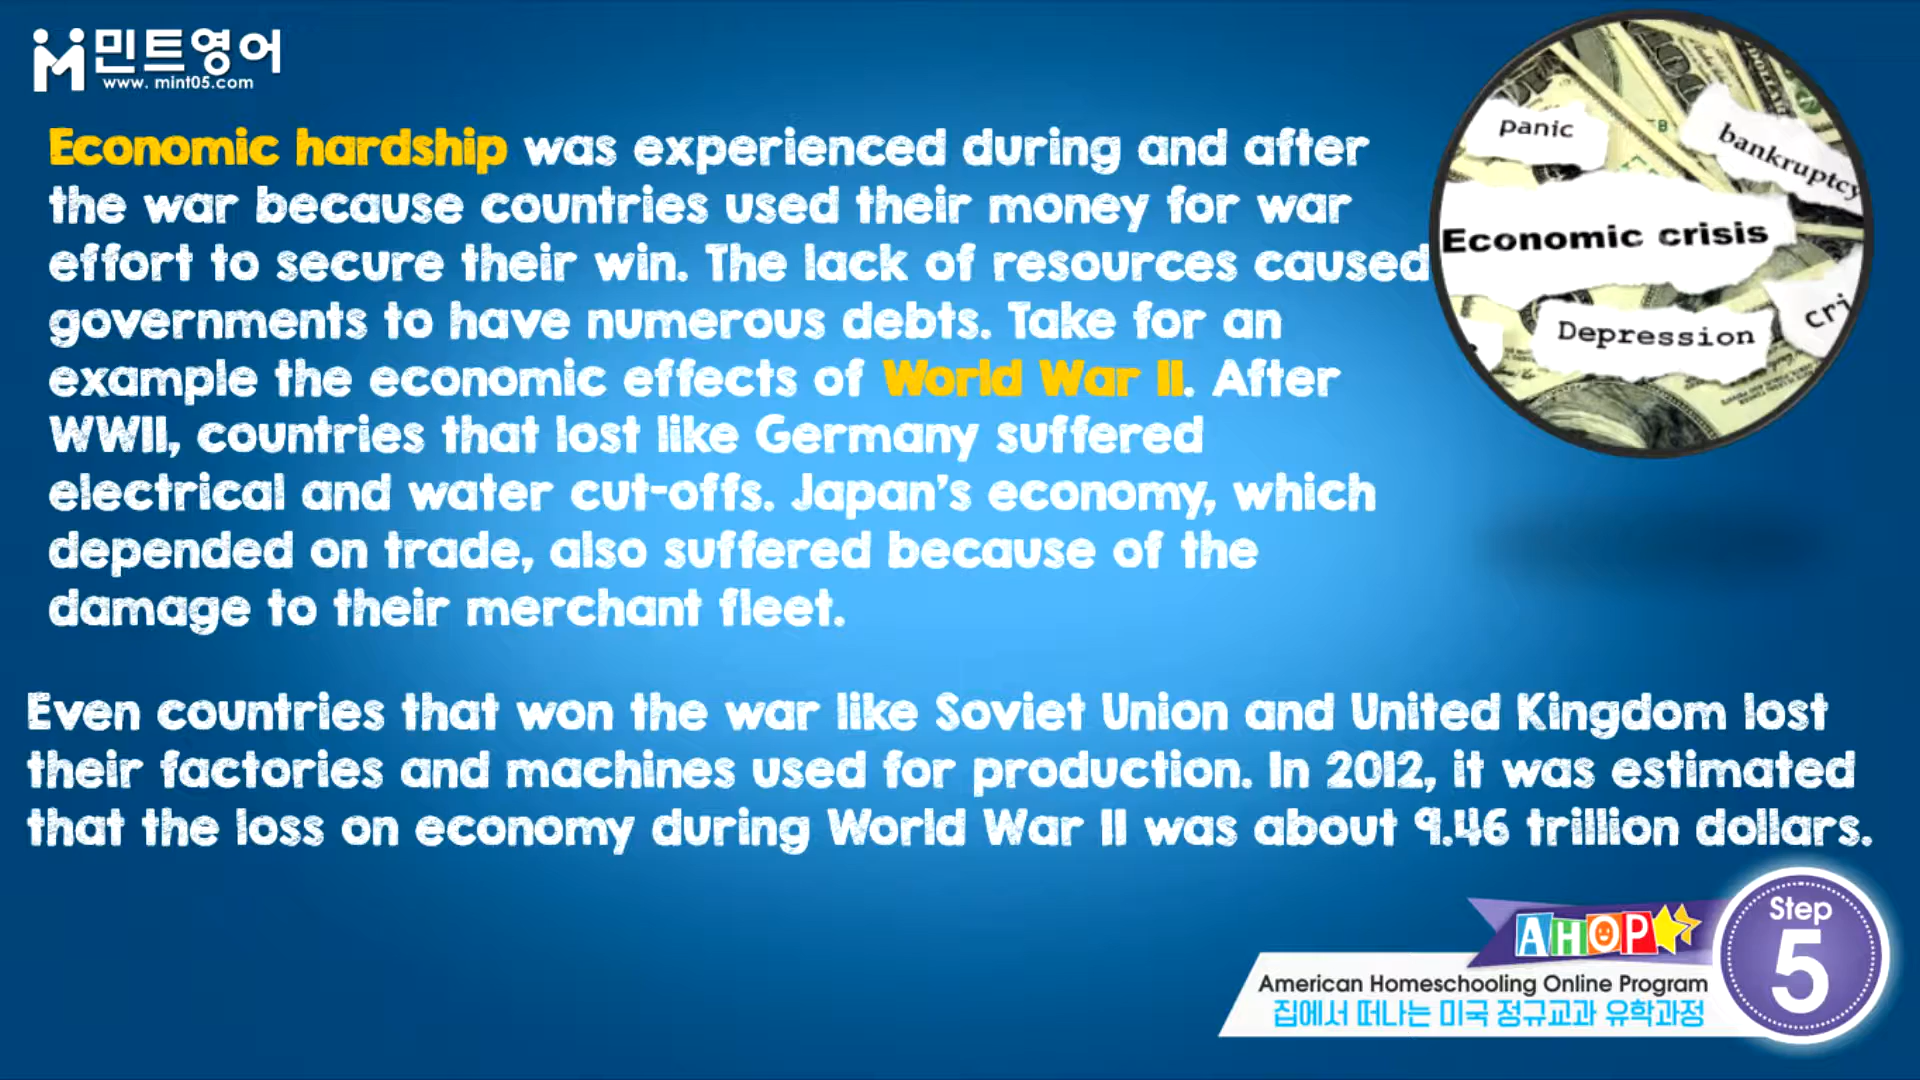 민트영어
www. mint05.com
Economic hardship was experienced during and after
the war because countries used their money for war
effort to secure their win. The lack of resources caused
governments to have numerous debts. Take for an
example the economic effects of World War II. After
WWII, countries that lost like Germany suffered
electrical and water cut-offs. Japan's economy, which
depended on trade, also suffered because of the
damage to their merchant fleet.
panic
bankruptcy
Economic crisis
Depression
cri
Even countries that won the war like Soviet Union and United Kingdom lost
their factories and machines used for production. In 2012, it was estimated
that the loss on economy during World War II was about 9.46 trillion dollars.
AHOP
Step
5
American Homeschooling Online Program
집에서 떠나는 미국 정규교과 유학과정